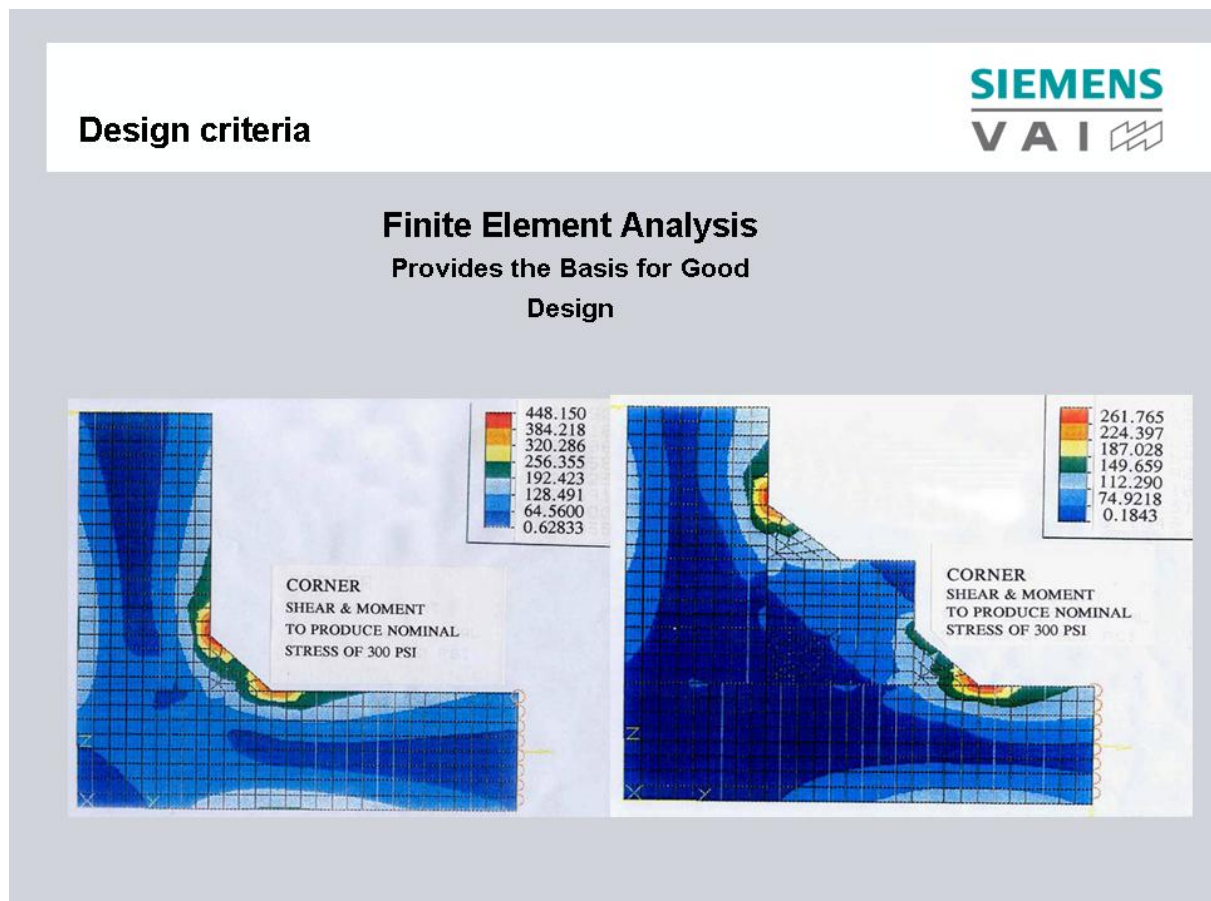 SIEMENS
VAI
Design criteria
Finite Element Analysis
Provides the Basis for Good
Design
448.150
384.218
320.286
256.355
192.423
128.491
64.5600
0.62833
CORNER
SHEAR & MOMENT
TO PRODUCE NOMINAL
STRESS OF 300 PSI
Z
X
Y
261.765
224.397
187.028
149.659
112.290
74.9218
0.1843
CORNER
SHEAR & MOMENT
TO PRODUCE NOMINAL
STRESS OF 300 PSI
Z
X
Y